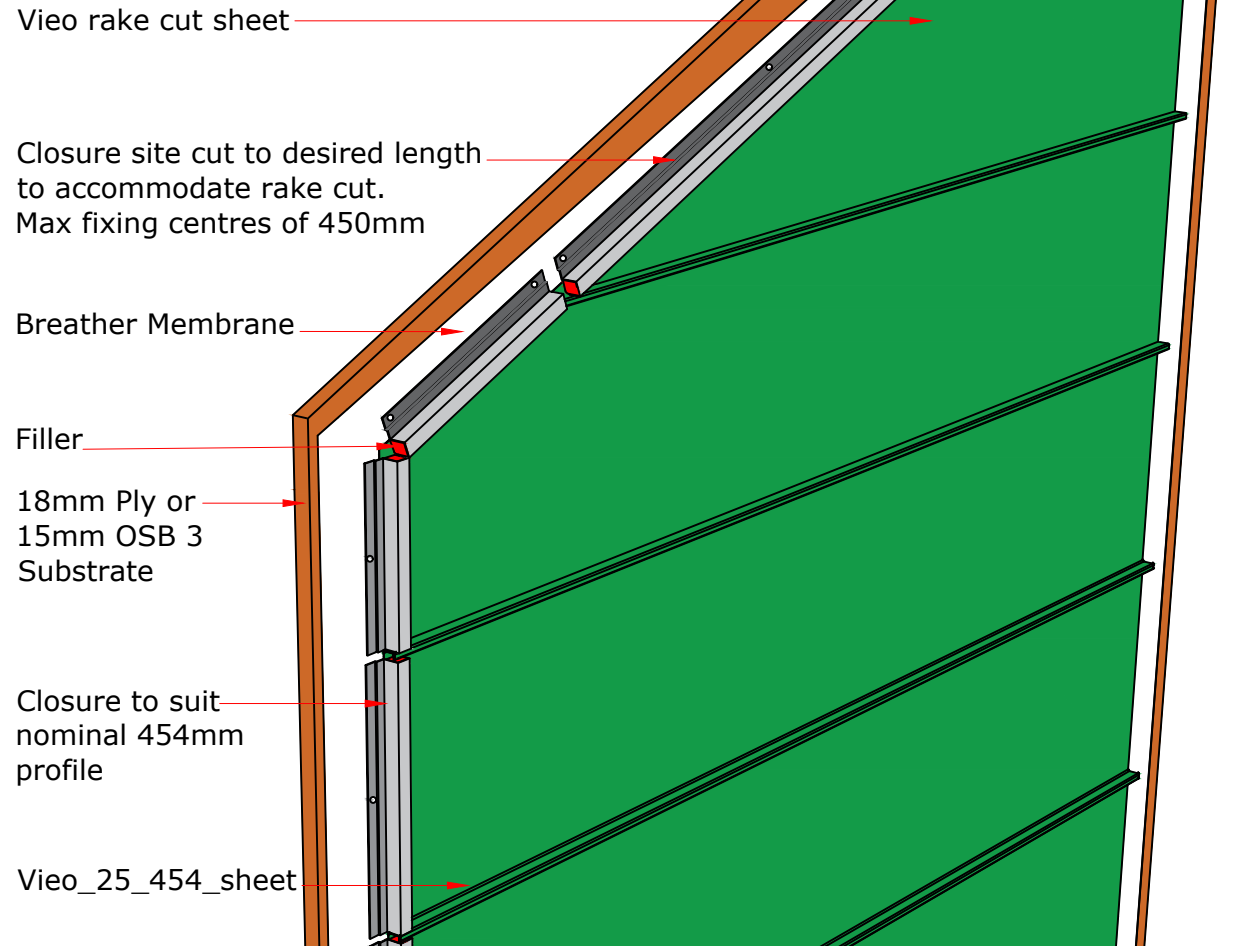 Vieo rake cut sheet
Closure site cut to desired length
to accommodate rake cut.
Max fixing centres of 450mm
Breather Membrane
Filler
18mm Ply or
15mm OSB 3
Substrate
Closure to suit
nominal 454mm
profile
Vieo_25_454_sheet